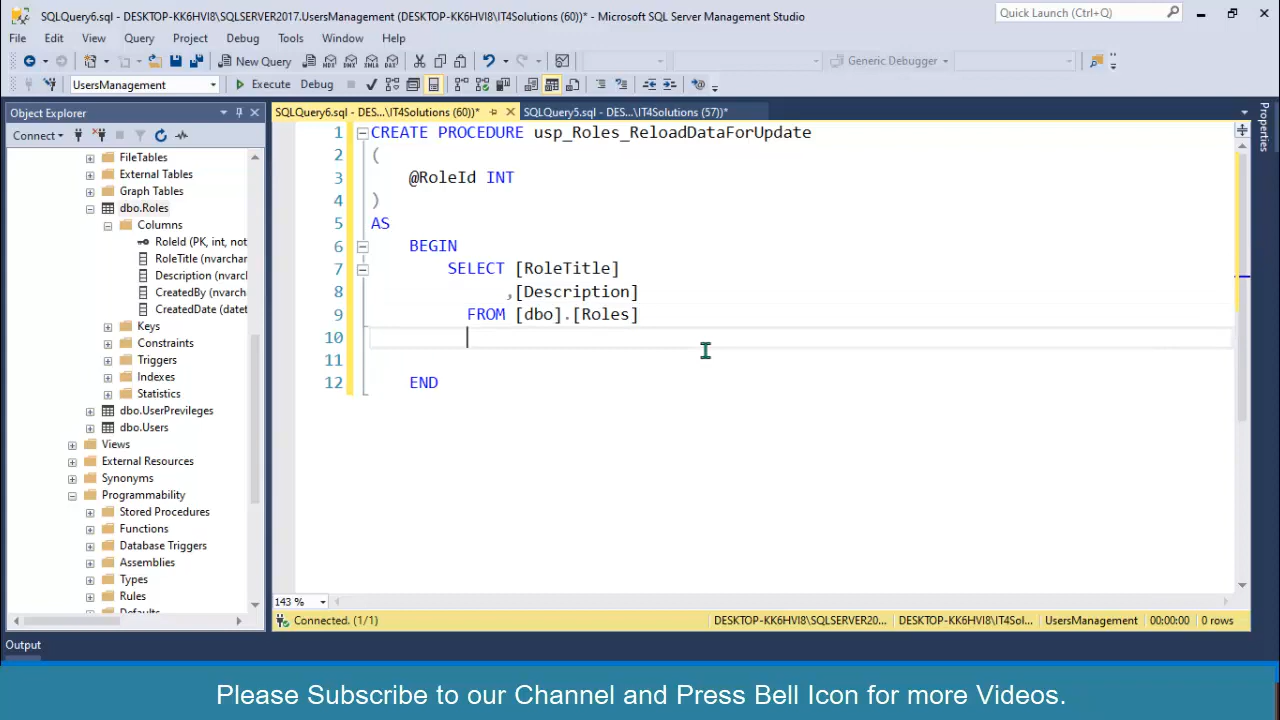 SQLQuery6.sql - DESKTOP-KK6HVI8\SQLSERVER2017.UsersManagement (DESKTOP-KK6HVI8\IT4Solutions (60))* - Microsoft SQL Server Management Studio
Quick Launch (Ctrl+Q)
File Edit View Query Project Debug Tools Window Help
New Query
Generic Debugger
UsersManagement
Execute Debug
Object Explorer
SQLQuery6.sql - DES...\IT4Solutions (60))*
SQLQuery5.sql - DES...\IT4Solutions (57))*
Properties
Connect
FileTables
External Tables
Graph Tables
dbo.Roles
Columns
RoleId (PK, int, not
RoleTitle (nvarchar
Description (nvarch
CreatedBy (nvarch
CreatedDate (datet
Keys
Constraints
Triggers
Indexes
Statistics
dbo.UserPrevileges
dbo.Users
Views
External Resources
Synonyms
Programmability
Stored Procedures
Functions
Database Triggers
Assemblies
Types
Rules
Defaults
1 CREATE PROCEDURE usp_Roles_ReloadDataForUpdate
2 (
3 @RoleId INT
4 )
5 AS
6 BEGIN
7 SELECT [RoleTitle]
8 ,[Description]
9 FROM [dbo].[Roles]
10
11
12 END
143 %
Connected. (1/1)
DESKTOP-KK6HVI8\SQLSERVER20... DESKTOP-KK6HVI8\IT4Sol... UsersManagement 00:00:00 0 rows
Output
Please Subscribe to our Channel and Press Bell Icon for more Videos.